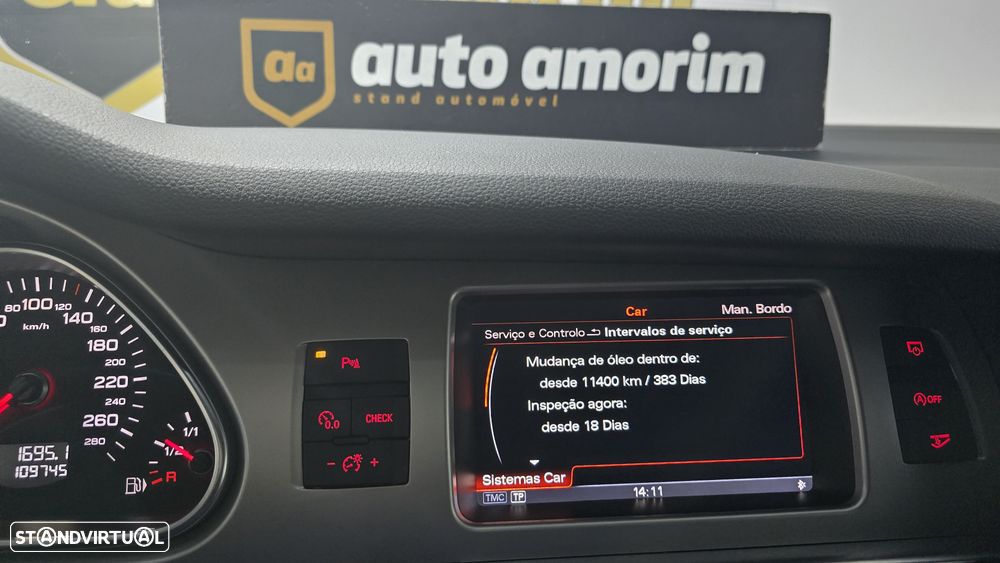 aa auto amorim
stand automóvel
80 100 120
km/h 140
160
180
200
220
240
260
280
1/1
1/2
R
1695.1
109745
P
0.0 CHECK
- +
Car Man. Bordo
Serviço e Controlo Intervalos de serviço
Mudança de óleo dentro de:
desde 11400 km / 383 Dias
Inspeção agora:
desde 18 Dias
Sistemas Car
TMC TP 14:11
A OFF
STANDVIRTUAL